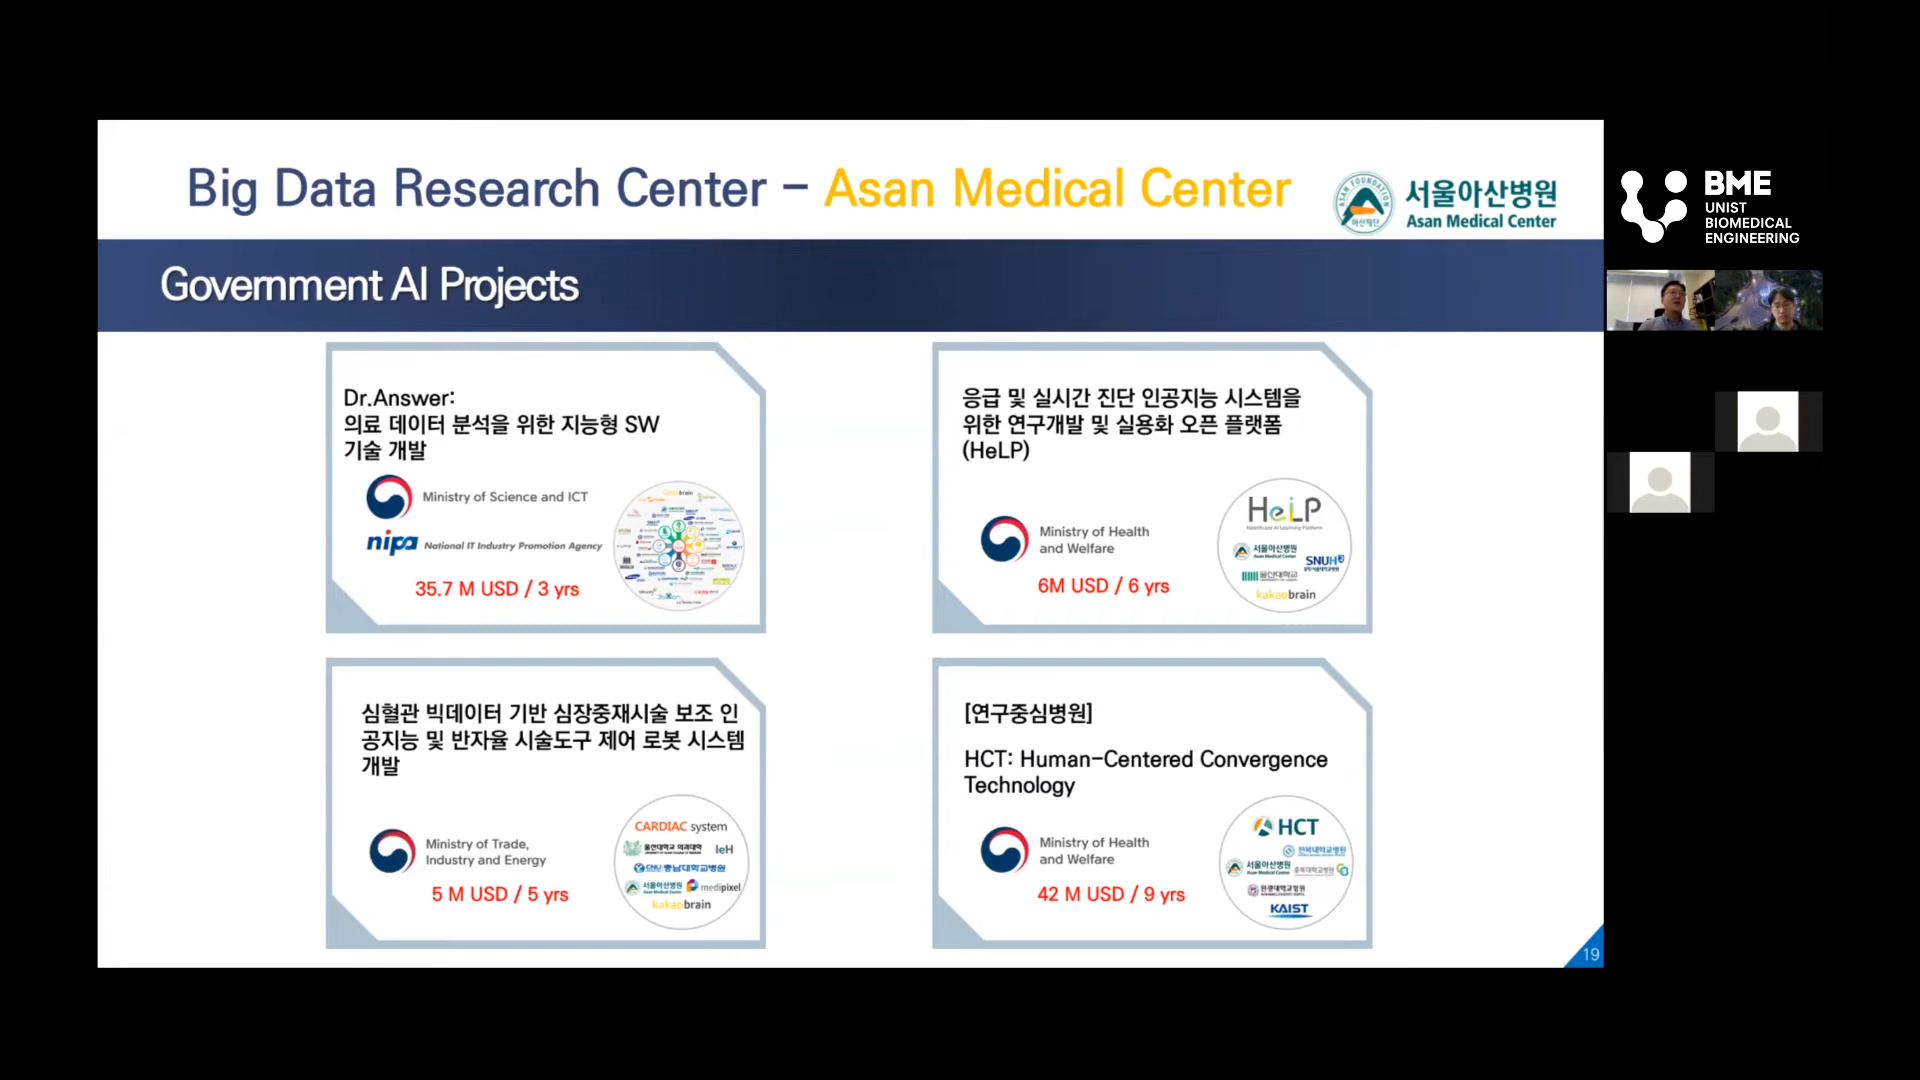 Big Data Research Center – Asan Medical Center
서울아산병원
Asan Medical Center
Government AI Projects
BME
UNIST
BIOMEDICAL
ENGINEERING
Dr.Answer:
의료 데이터 분석을 위한 지능형 SW
기술 개발
Ministry of Science and ICT
nipa National IT Industry Promotion Agency
35.7 M USD / 3 yrs
응급 및 실시간 진단 인공지능 시스템을
위한 연구개발 및 실용화 오픈 플랫폼
(HeLP)
Ministry of Health
and Welfare
6M USD / 6 yrs
HeLP
Healthcare AI Learning Platform
서울아산병원
Asan Medical Center
SNUH
울산대학교
kakaobrain
심혈관 빅데이터 기반 심장중재시술 보조 인
공지능 및 반자율 시술도구 제어 로봇 시스템
개발
Ministry of Trade,
Industry and Energy
5 M USD / 5 yrs
CARDIAC system
울산대학교 의과대학
CNU 충남대학교병원
서울아산병원
Asan Medical Center
medipixel
kakaobrain
[연구중심병원]
HCT: Human-Centered Convergence
Technology
Ministry of Health
and Welfare
42 M USD / 9 yrs
HCT
전북대학교병원
서울아산병원
Asan Medical Center
충북대학교병원
원광대학교병원
KAIST
19